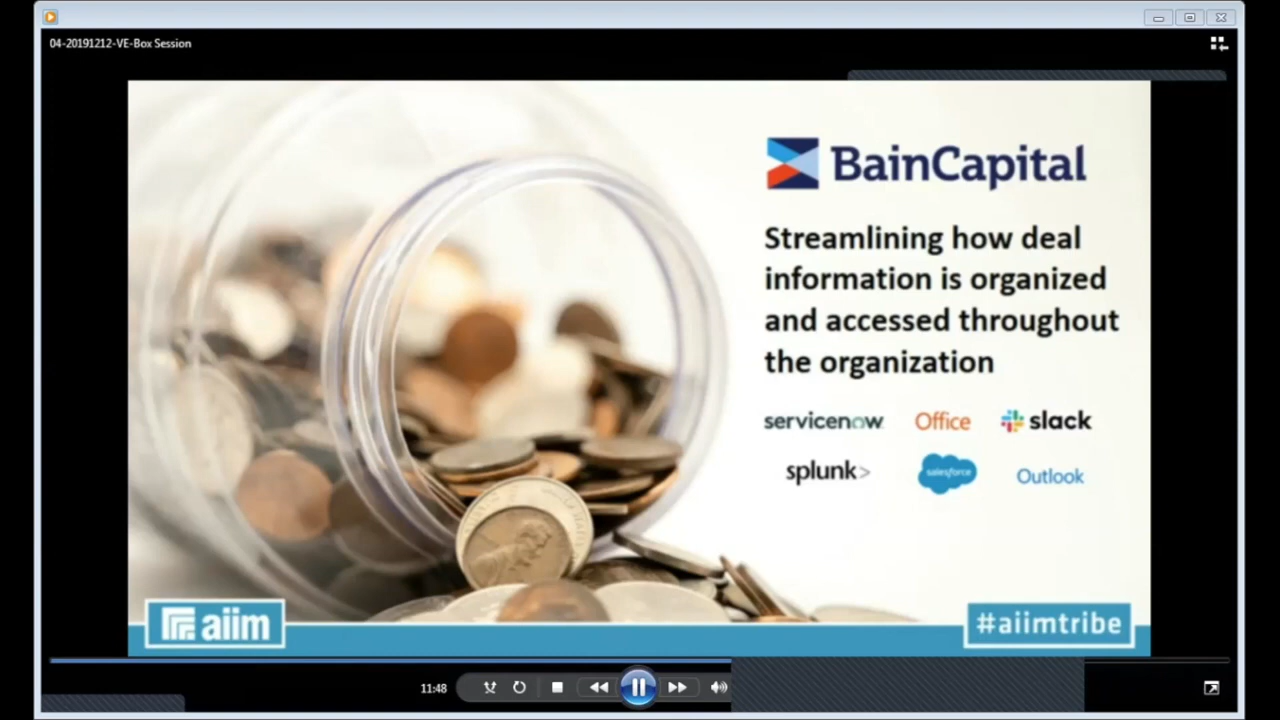 04-20191212-VE-Box Session
BainCapital
Streamlining how deal
information is organized
and accessed throughout
the organization
servicenow Office slack
splunk> salesforce Outlook
aiim #aiimtribe
11:48